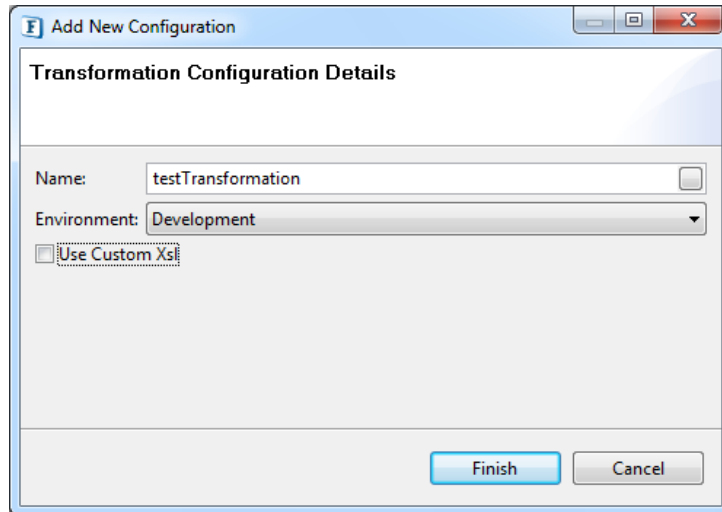 F Add New Configuration
Transformation Configuration Details
Name: testTransformation
Environment: Development
Use Custom Xsl
Finish Cancel